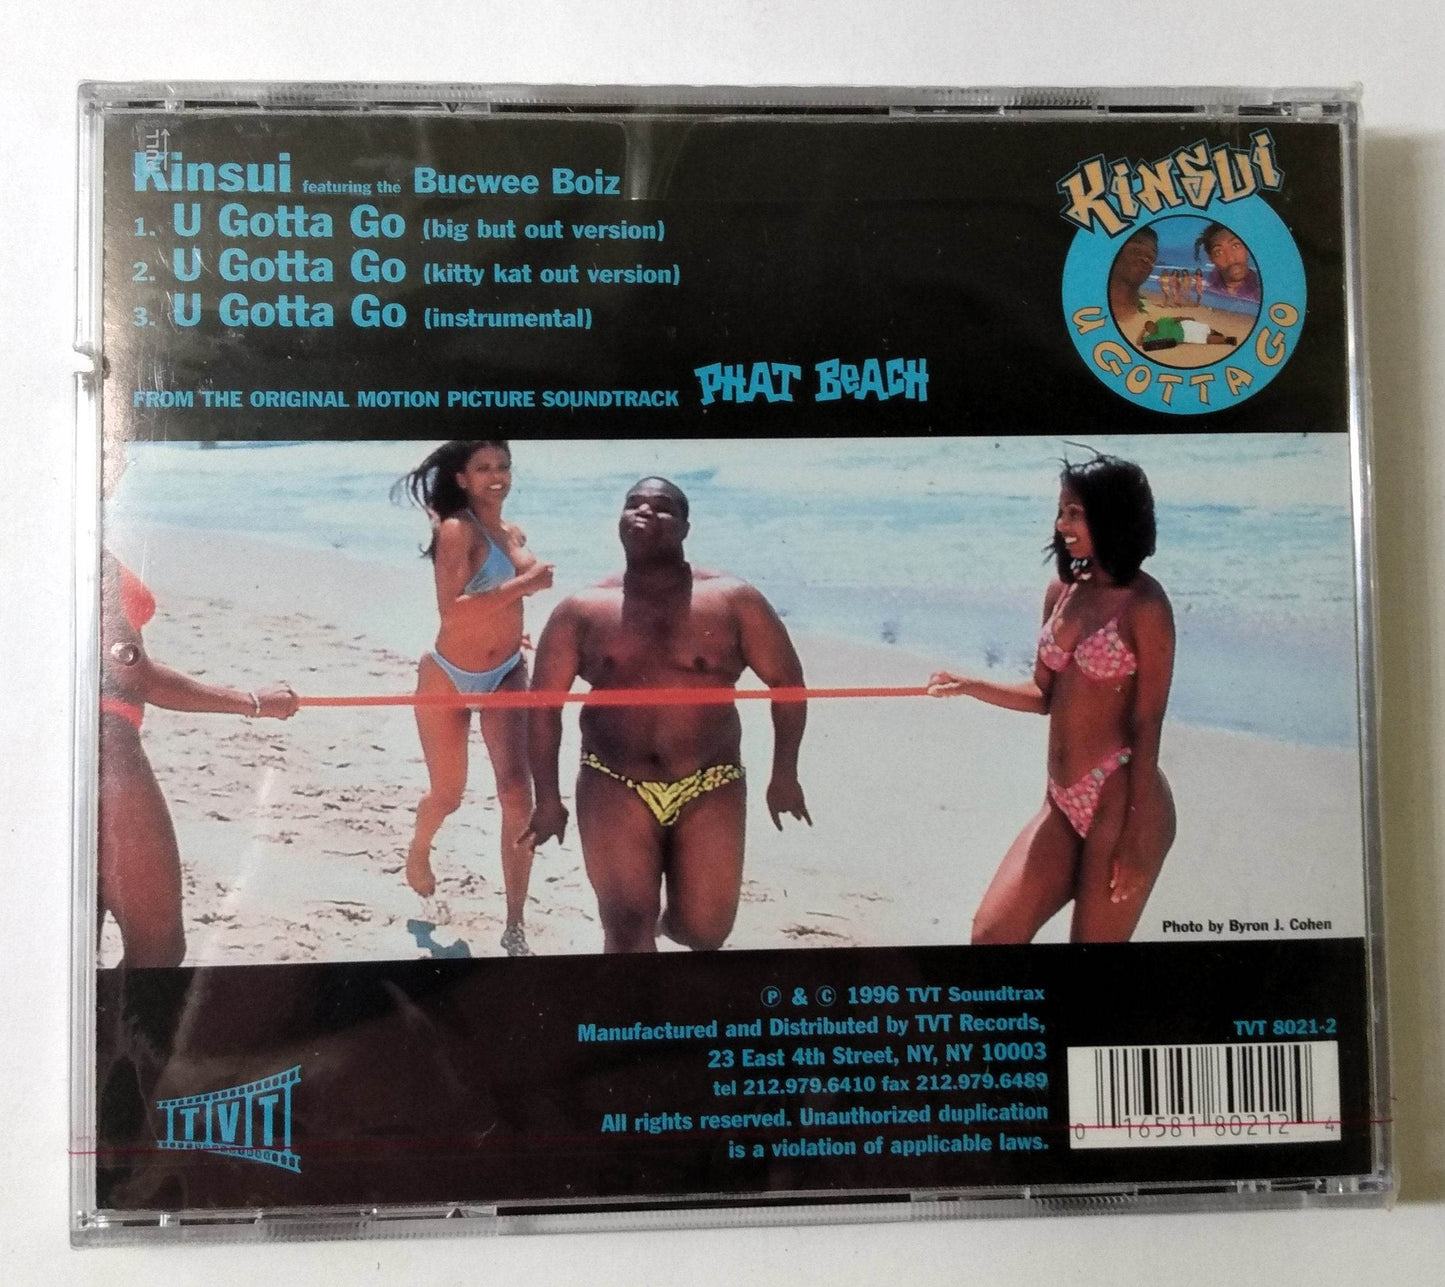 PULL
Kinsui featuring the Bucwee Boiz
1. U Gotta Go (big but out version)
2. U Gotta Go (kitty kat out version)
3. U Gotta Go (instrumental)
FROM THE ORIGINAL MOTION PICTURE SOUNDTRACK PHAT BEACH
KINSUI
U GOTTA GO
Photo by Byron J. Cohen
℗ & © 1996 TVT Soundtrax
Manufactured and Distributed by TVT Records,
23 East 4th Street, NY, NY 10003
tel 212.979.6410 fax 212.979.6489
All rights reserved. Unauthorized duplication
is a violation of applicable laws.
TVT
TVT 8021-2
0 16581 80212 4